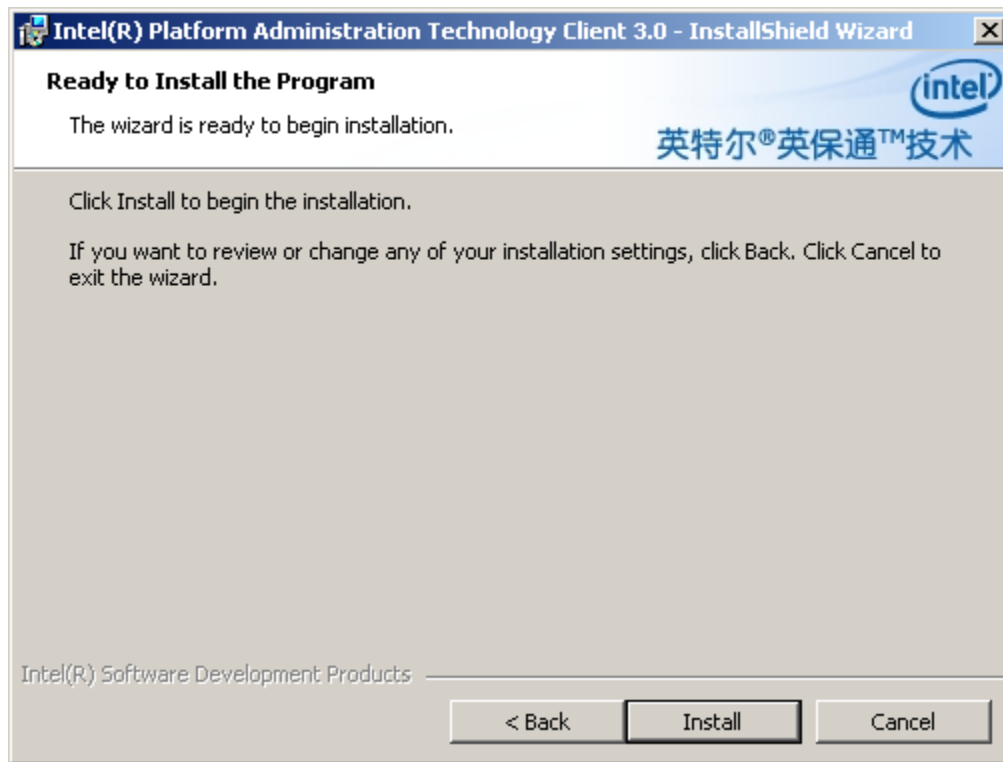 Intel(R) Platform Administration Technology Client 3.0 - InstallShield Wizard
Ready to Install the Program
The wizard is ready to begin installation.
intel
英特尔®英保通™技术
Click Install to begin the installation.
If you want to review or change any of your installation settings, click Back. Click Cancel to
exit the wizard.
Intel(R) Software Development Products
< Back
Install
Cancel